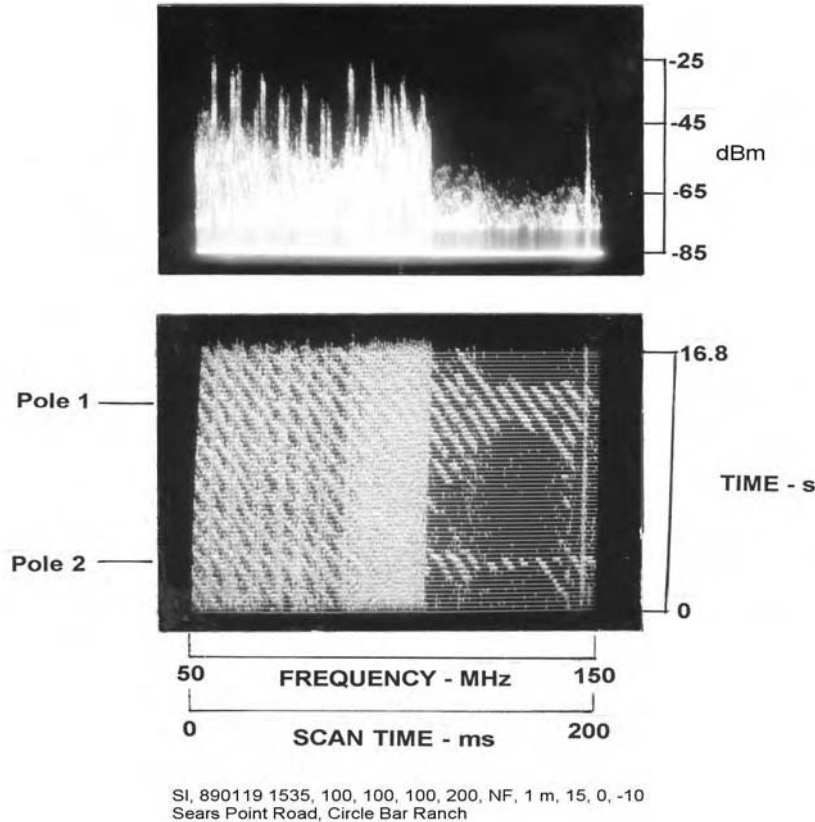 -25
-45
dBm
-65
-85
16.8
Pole 1
TIME - s
Pole 2
0
50
FREQUENCY - MHz
150
0
SCAN TIME - ms
200
SI, 890119 1535, 100, 100, 100, 200, NF, 1 m, 15, 0, -10
Sears Point Road, Circle Bar Ranch